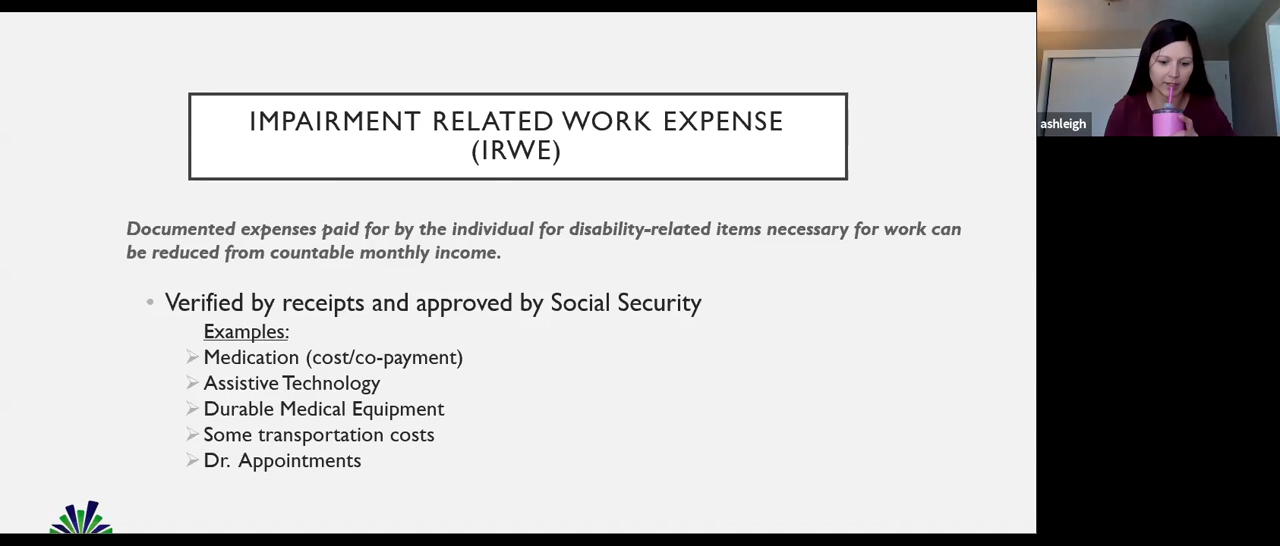 IMPAIRMENT RELATED WORK EXPENSE
(IRWE)
Documented expenses paid for by the individual for disability-related items necessary for work can
be reduced from countable monthly income.
• Verified by receipts and approved by Social Security
Examples:
➢ Medication (cost/co-payment)
➢ Assistive Technology
➢ Durable Medical Equipment
➢ Some transportation costs
➢ Dr. Appointments
ashleigh